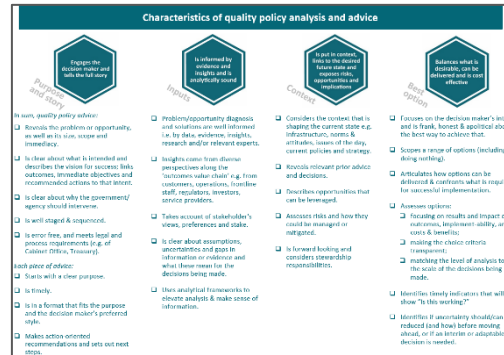 Characteristics of quality policy analysis and advice
Engages the
decision maker and
tells the full story
Purpose
and story
In sum, quality policy advice:
❑ Reveals the problem or opportunity,
as well as its size, scope and
immediacy.
❑ Is clear about what is intended and
describes the vision for success: links
outcomes, immediate objectives and
recommended actions to that intent.
❑ Is clear about why the government/
agency should intervene.
❑ Is well staged & sequenced.
❑ Is error free, and meets legal and
process requirements (e.g. of
Cabinet Office, Treasury).
Each piece of advice:
❑ Starts with a clear purpose.
❑ Is timely.
❑ Is in a format that fits the purpose
and the decision maker's preferred
style.
❑ Makes action-oriented
recommendations and sets out next
steps.
Is informed by
evidence and
insights and is
analytically sound
Inputs
❑ Problem/opportunity diagnosis
and solutions are well informed
i.e. by data, evidence, insights,
research and/or relevant experts.
❑ Insights come from diverse
perspectives along the
'outcomes value chain' e.g. from
customers, operations, frontline
staff, regulators, investors,
service providers.
❑ Takes account of stakeholder's
views, preferences and stake.
❑ Is clear about assumptions,
uncertainties and gaps in
information or evidence and
what these mean for the
decisions being made.
❑ Uses analytical frameworks to
elevate analysis & make sense of
information.
Is put in context,
links to the desired
future state and
exposes risks,
opportunities and
implications
Context
❑ Considers the context that is
shaping the current state e.g.
infrastructure, norms &
attitudes, issues of the day,
current policies and strategy.
❑ Reveals relevant prior advice
and decisions.
❑ Describes opportunities that
can be leveraged.
❑ Assesses risks and how they
could be managed or
mitigated.
❑ Is forward looking and
considers stewardship
responsibilities.
Balances what is
desirable, can be
delivered and is cost
effective
Best
option
❑ Focuses on the decision maker's int
and is frank, honest & apolitical abo
the best way to achieve that.
❑ Scopes a range of options (includin
doing nothing).
❑ Articulates how options can be
delivered & confronts what is requi
for successful implementation.
❑ Assesses options:
❑ focusing on results and impact o
outcomes, implement-ability, an
costs & benefits;
❑ making the choice criteria
transparent;
❑ matching the level of analysis to
the scale of the decisions being
made.
❑ Identifies timely indicators that will
show "Is this working?"
❑ Identifies if uncertainty should/can
reduced (and how) before moving
ahead, or if an interim or adaptable
decision is needed.